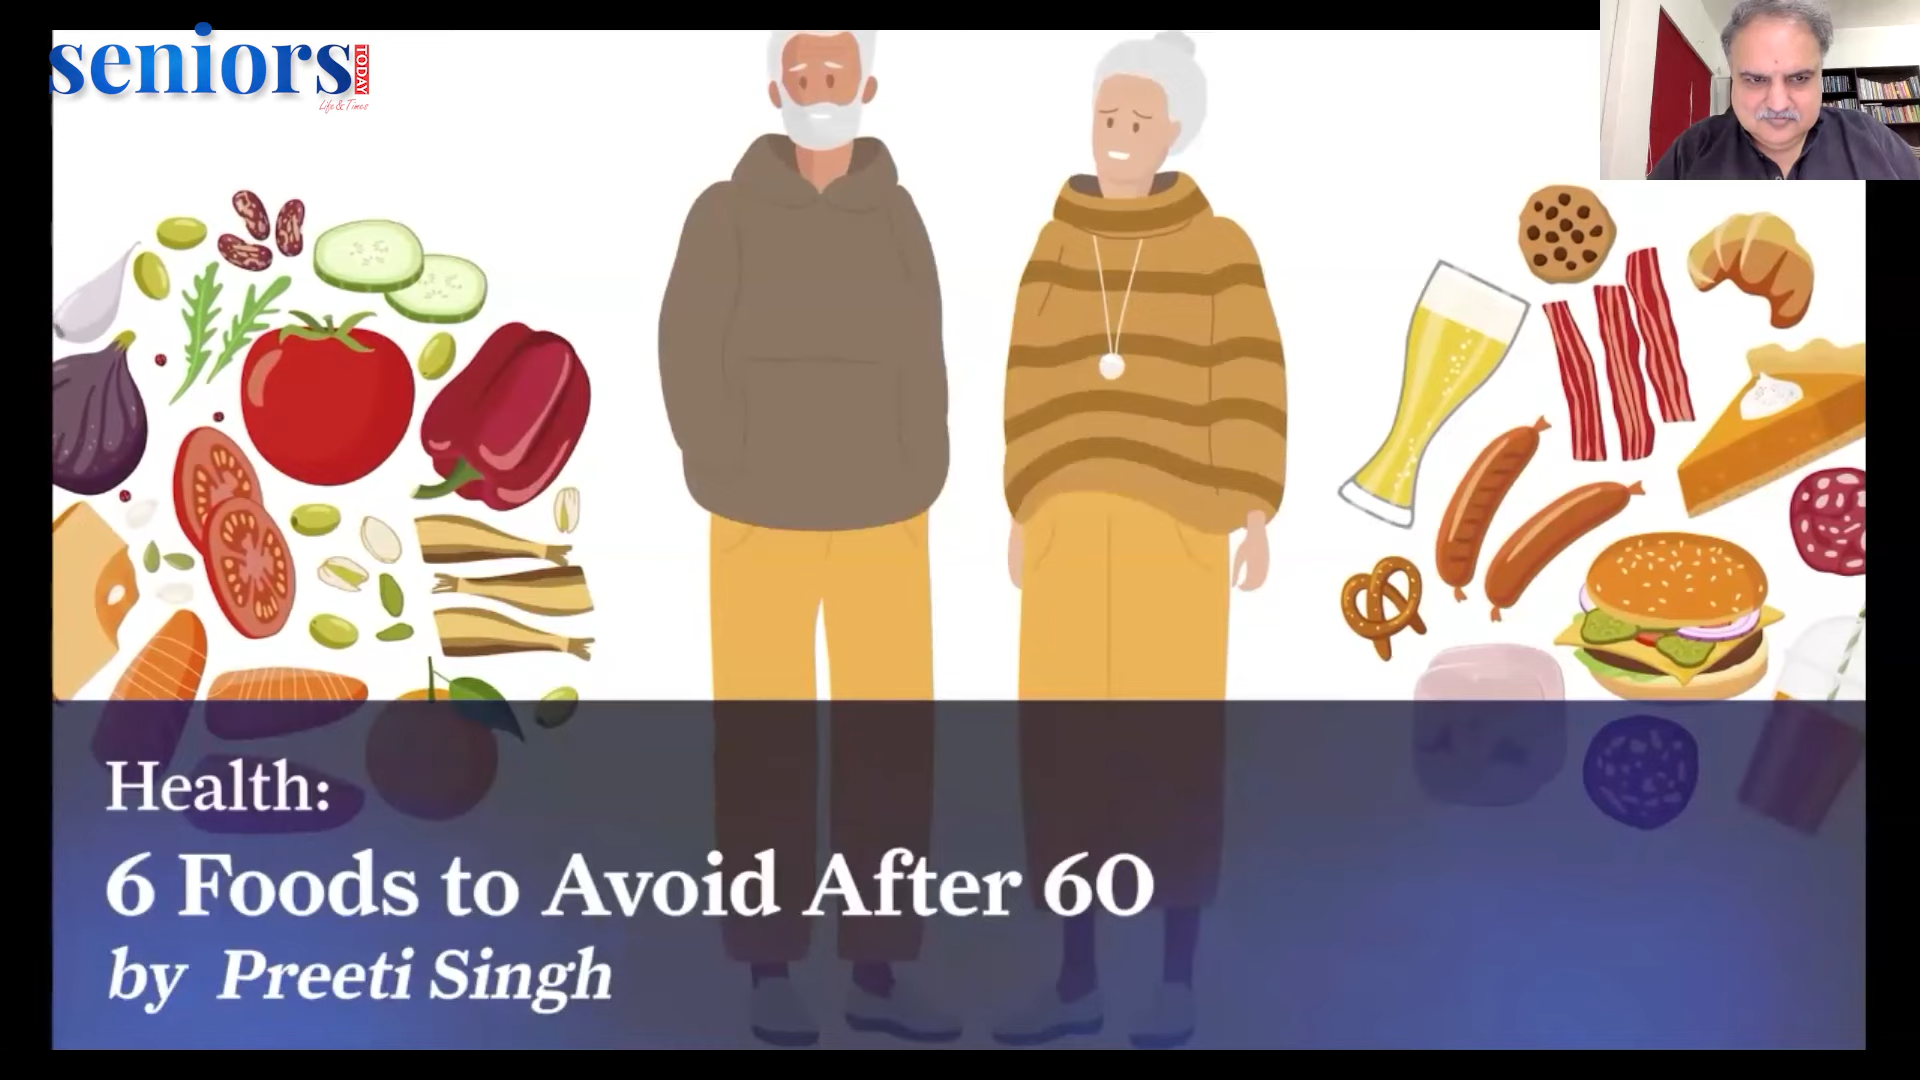 seniors
TODAY
Life & Times
Health:
6 Foods to Avoid After 60
by Preeti Singh